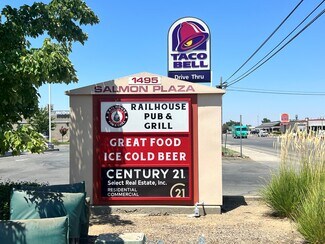 TACO
BELL
Drive Thru
1495
SALMON PLAZA
RAILHOUSE
PUB &
GRILL
GREAT FOOD
ICE COLD BEER
CENTURY 21
Select Real Estate, Inc.
RESIDENTIAL
COMMERCIAL
21